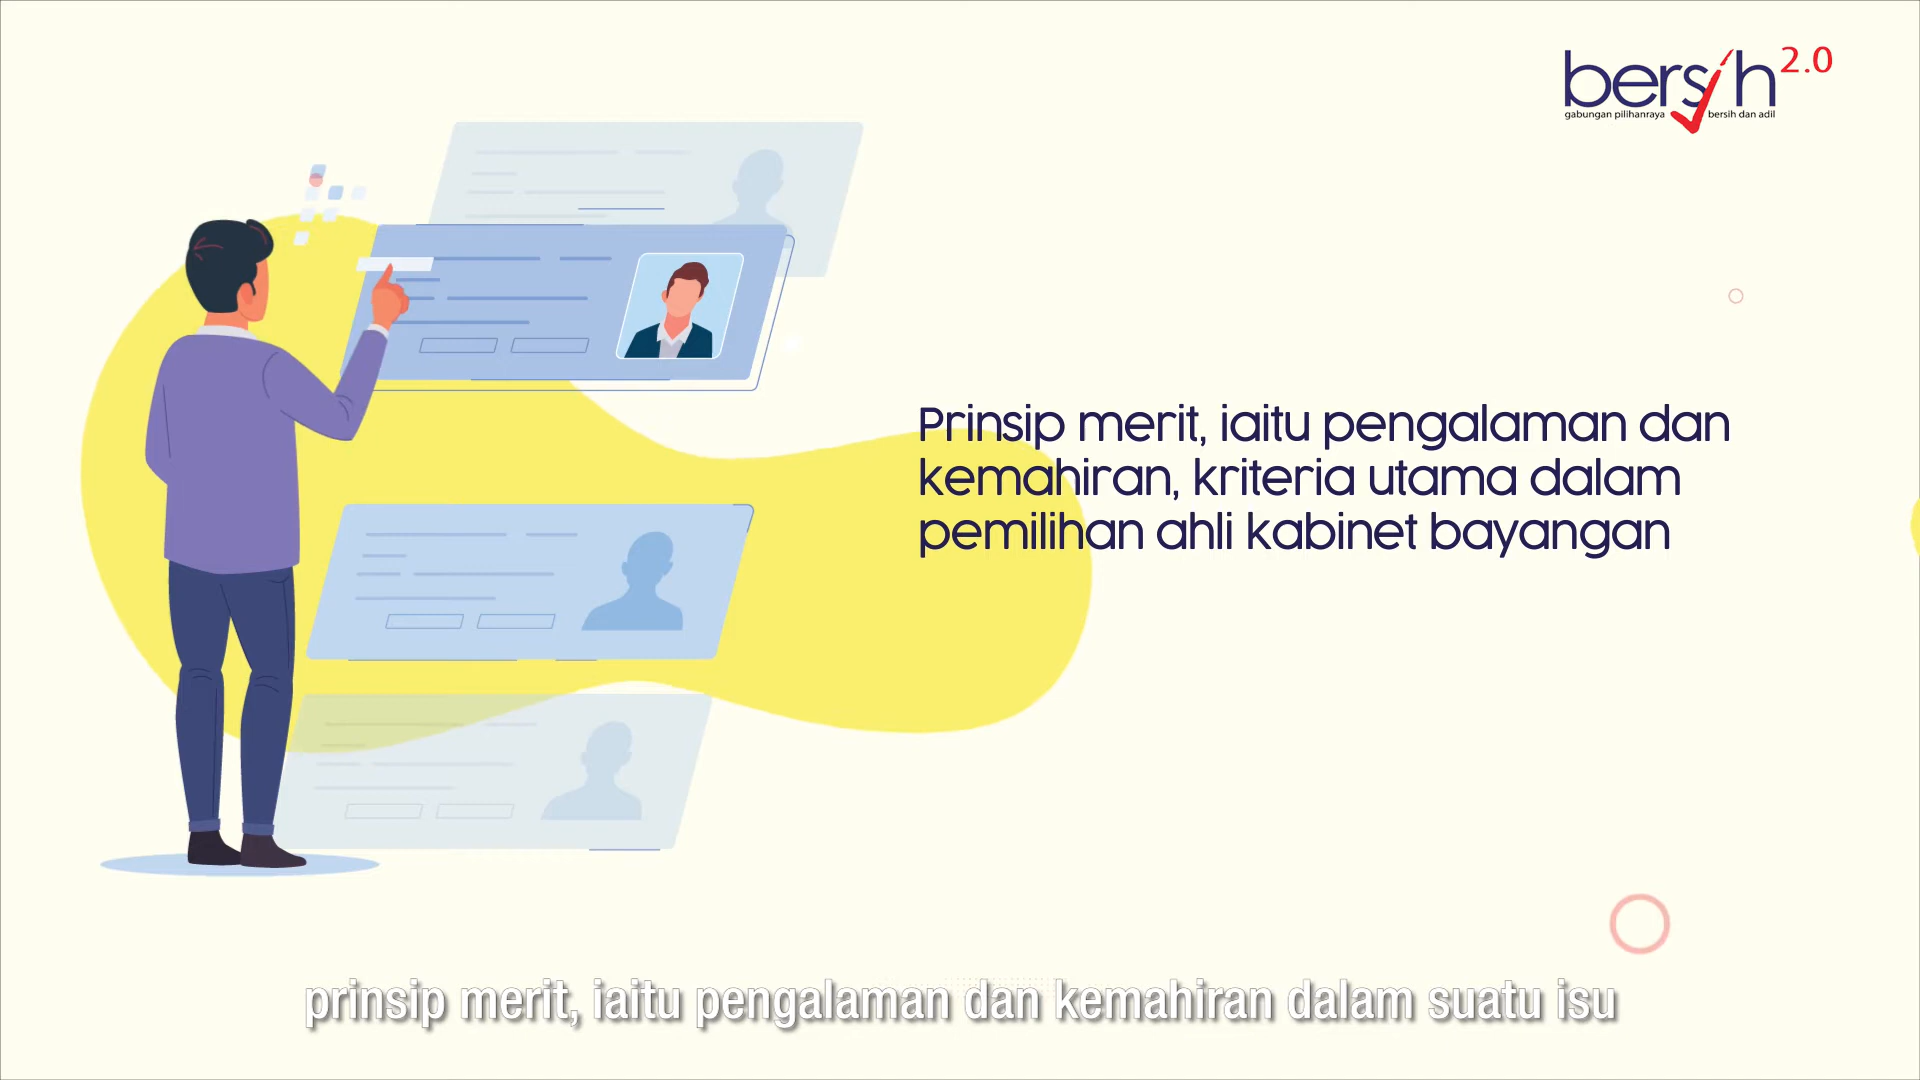 bersih 2.0
gabungan pilihanraya bersih dan adil
Prinsip merit, iaitu pengalaman dan
kemahiran, kriteria utama dalam
pemilihan ahli kabinet bayangan
prinsip merit, iaitu pengalaman dan kemahiran dalam suatu isu